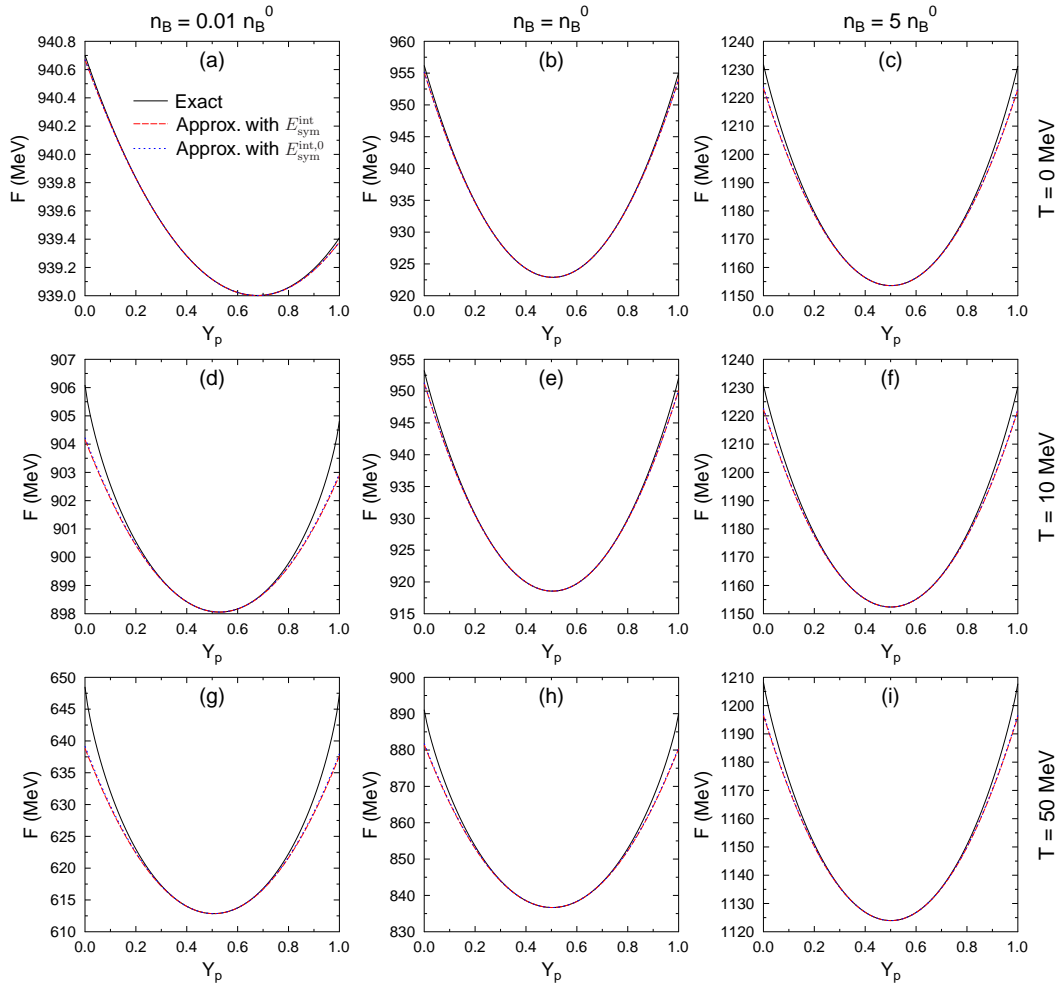 n_B = 0.01 n_B^0
n_B = n_B^0
n_B = 5 n_B^0
(a)
F (MeV)
940.8
940.6
940.4
940.2
940.0
939.8
939.6
939.4
939.2
939.0
Exact
Approx. with E_sym^int
Approx. with E_sym^int,0
0.0 0.2 0.4 0.6 0.8 1.0
Y_p
(b)
F (MeV)
960
955
950
945
940
935
930
925
920
0.0 0.2 0.4 0.6 0.8 1.0
Y_p
(c)
F (MeV)
1240
1230
1220
1210
1200
1190
1180
1170
1160
1150
0.0 0.2 0.4 0.6 0.8 1.0
Y_p
T = 0 MeV
(d)
F (MeV)
907
906
905
904
903
902
901
900
899
898
0.0 0.2 0.4 0.6 0.8 1.0
Y_p
(e)
F (MeV)
955
950
945
940
935
930
925
920
915
0.0 0.2 0.4 0.6 0.8 1.0
Y_p
(f)
F (MeV)
1240
1230
1220
1210
1200
1190
1180
1170
1160
1150
0.0 0.2 0.4 0.6 0.8 1.0
Y_p
T = 10 MeV
(g)
F (MeV)
650
645
640
635
630
625
620
615
610
0.0 0.2 0.4 0.6 0.8 1.0
Y_p
(h)
F (MeV)
900
890
880
870
860
850
840
830
0.0 0.2 0.4 0.6 0.8 1.0
Y_p
(i)
F (MeV)
1210
1200
1190
1180
1170
1160
1150
1140
1130
1120
0.0 0.2 0.4 0.6 0.8 1.0
Y_p
T = 50 MeV